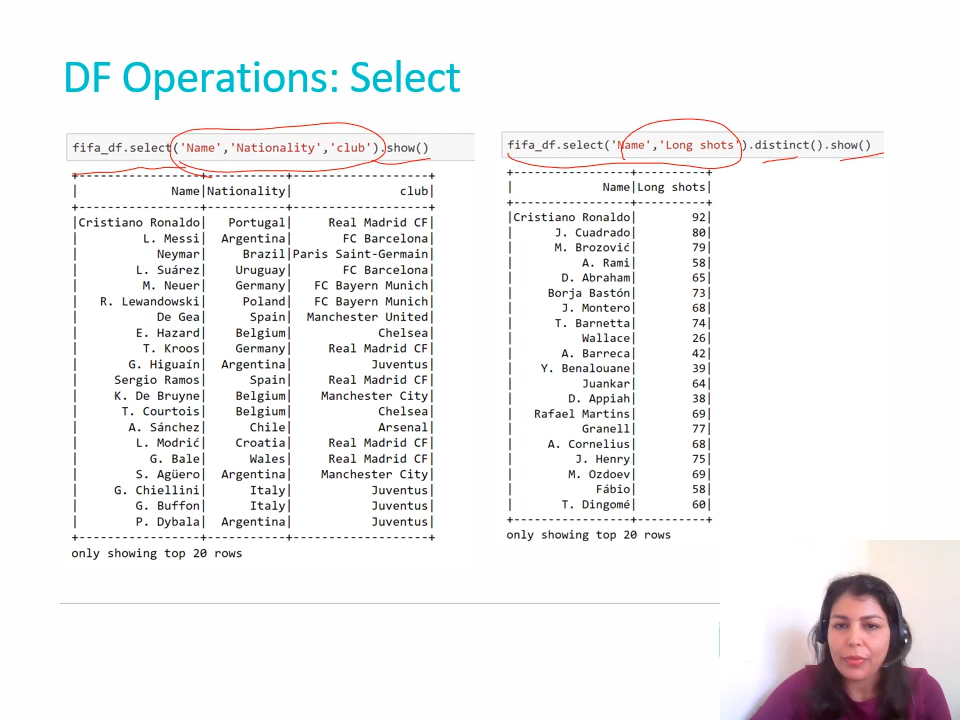 DF Operations: Select
fifa_df.select('Name','Nationality','club').show()
+-----------------+-----------+-------------------+
|             Name|Nationality|               club|
+-----------------+-----------+-------------------+
|Cristiano Ronaldo|   Portugal|     Real Madrid CF|
|         L. Messi|  Argentina|       FC Barcelona|
|           Neymar|     Brazil|Paris Saint-Germain|
|        L. Suárez|    Uruguay|       FC Barcelona|
|         M. Neuer|    Germany|   FC Bayern Munich|
|   R. Lewandowski|     Poland|   FC Bayern Munich|
|           De Gea|      Spain|  Manchester United|
|        E. Hazard|    Belgium|            Chelsea|
|         T. Kroos|    Germany|     Real Madrid CF|
|       G. Higuaín|  Argentina|           Juventus|
|     Sergio Ramos|      Spain|     Real Madrid CF|
|     K. De Bruyne|    Belgium|    Manchester City|
|      T. Courtois|    Belgium|            Chelsea|
|       A. Sánchez|      Chile|            Arsenal|
|        L. Modrić|    Croatia|     Real Madrid CF|
|          G. Bale|      Wales|     Real Madrid CF|
|        S. Agüero|  Argentina|    Manchester City|
|     G. Chiellini|      Italy|           Juventus|
|        G. Buffon|      Italy|           Juventus|
|        P. Dybala|  Argentina|           Juventus|
+-----------------+-----------+-------------------+
only showing top 20 rows
fifa_df.select('Name','Long shots').distinct().show()
+-----------------+----------+
|             Name|Long shots|
+-----------------+----------+
|Cristiano Ronaldo|        92|
|      J. Cuadrado|        80|
|      M. Brozović|        79|
|          A. Rami|        58|
|       D. Abraham|        65|
|     Borja Bastón|        73|
|       J. Montero|        68|
|      T. Barnetta|        74|
|          Wallace|        26|
|       A. Barreca|        42|
|    Y. Benalouane|        39|
|          Juankar|        64|
|        D. Appiah|        38|
|   Rafael Martins|        69|
|          Granell|        77|
|     A. Cornelius|        68|
|         J. Henry|        75|
|        M. Ozdoev|        69|
|            Fábio|        58|
|       T. Dingomé|        60|
+-----------------+----------+
only showing top 20 rows